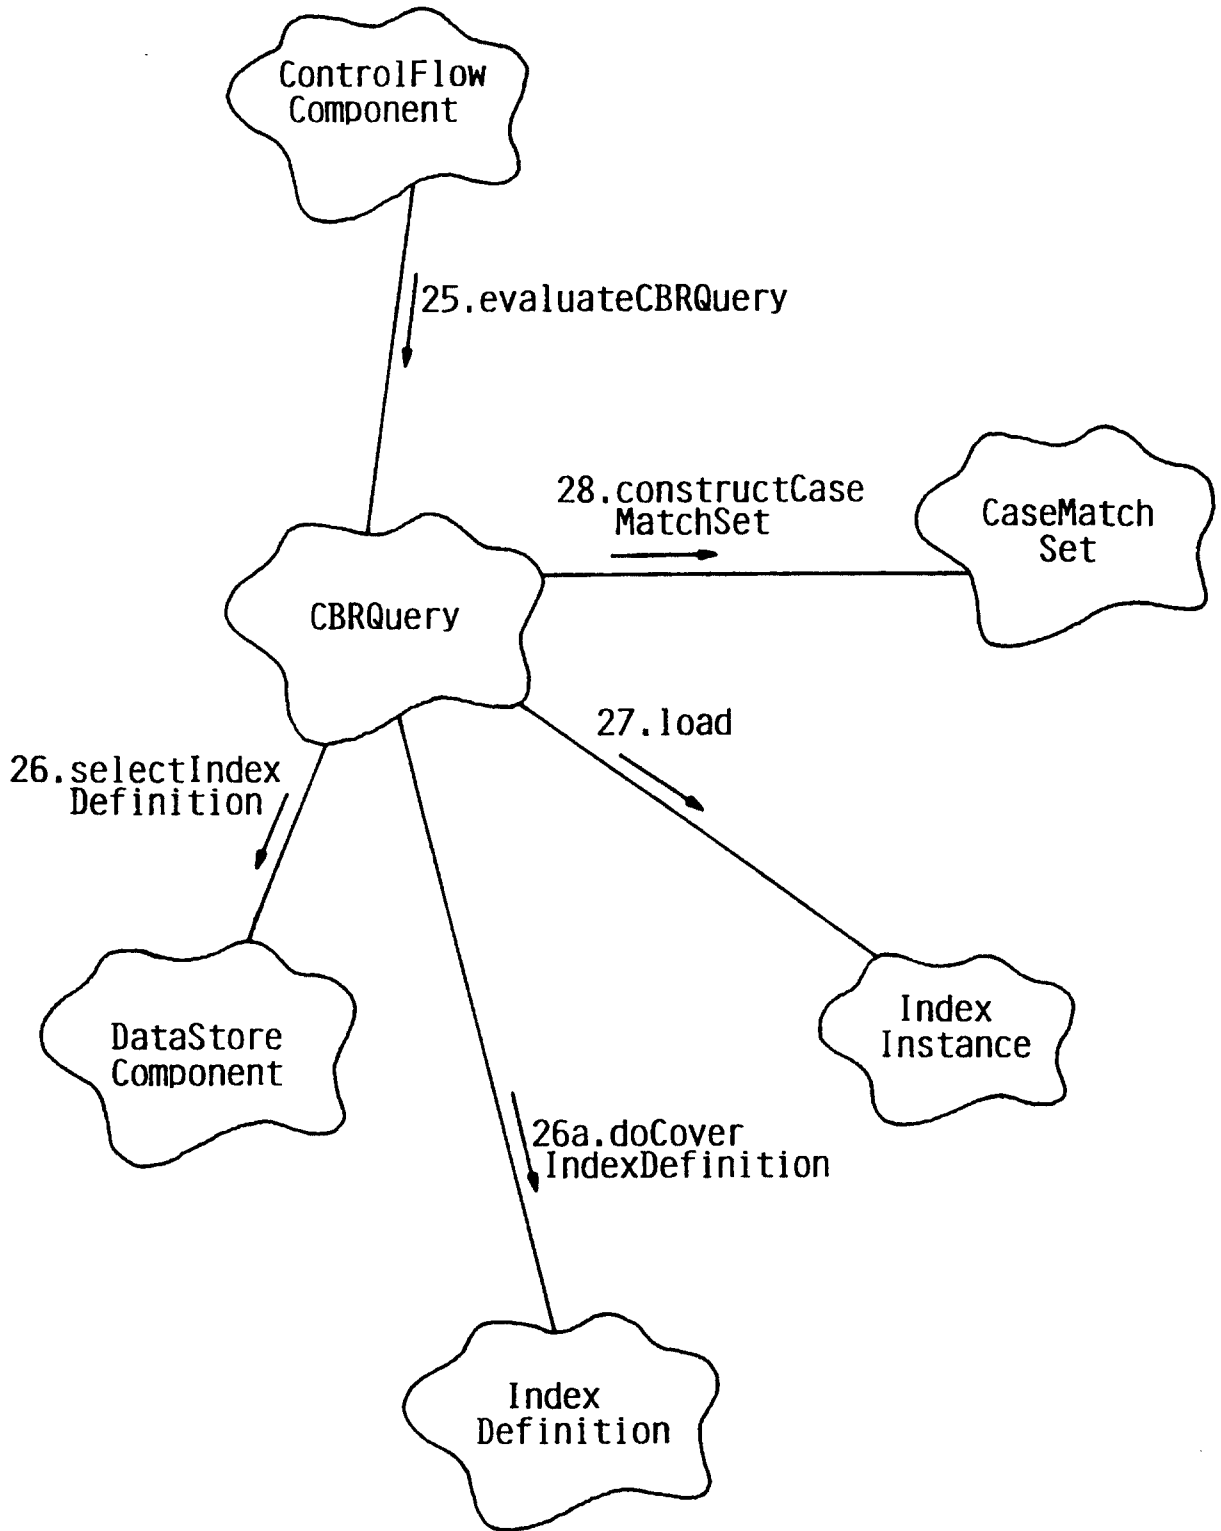 ControlFlow
Component
25.evaluateCBRQuery
28.constructCase
MatchSet
CaseMatch
Set
CBRQuery
27.load
26.selectIndex
Definition
Index
Instance
DataStore
Component
26a.doCover
IndexDefinition
Index
Definition